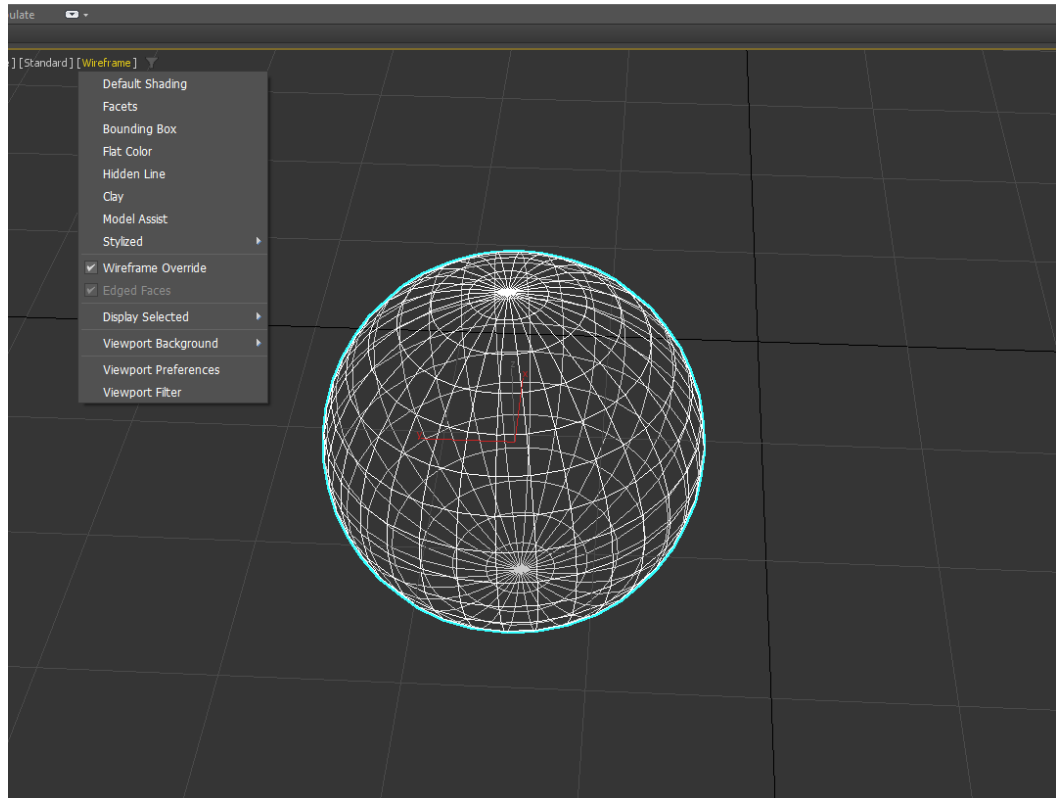 ulate
] [Standard ] [Wireframe ]
Default Shading
Facets
Bounding Box
Flat Color
Hidden Line
Clay
Model Assist
Stylized
Wireframe Override
Edged Faces
Display Selected
Viewport Background
Viewport Preferences
Viewport Filter
z